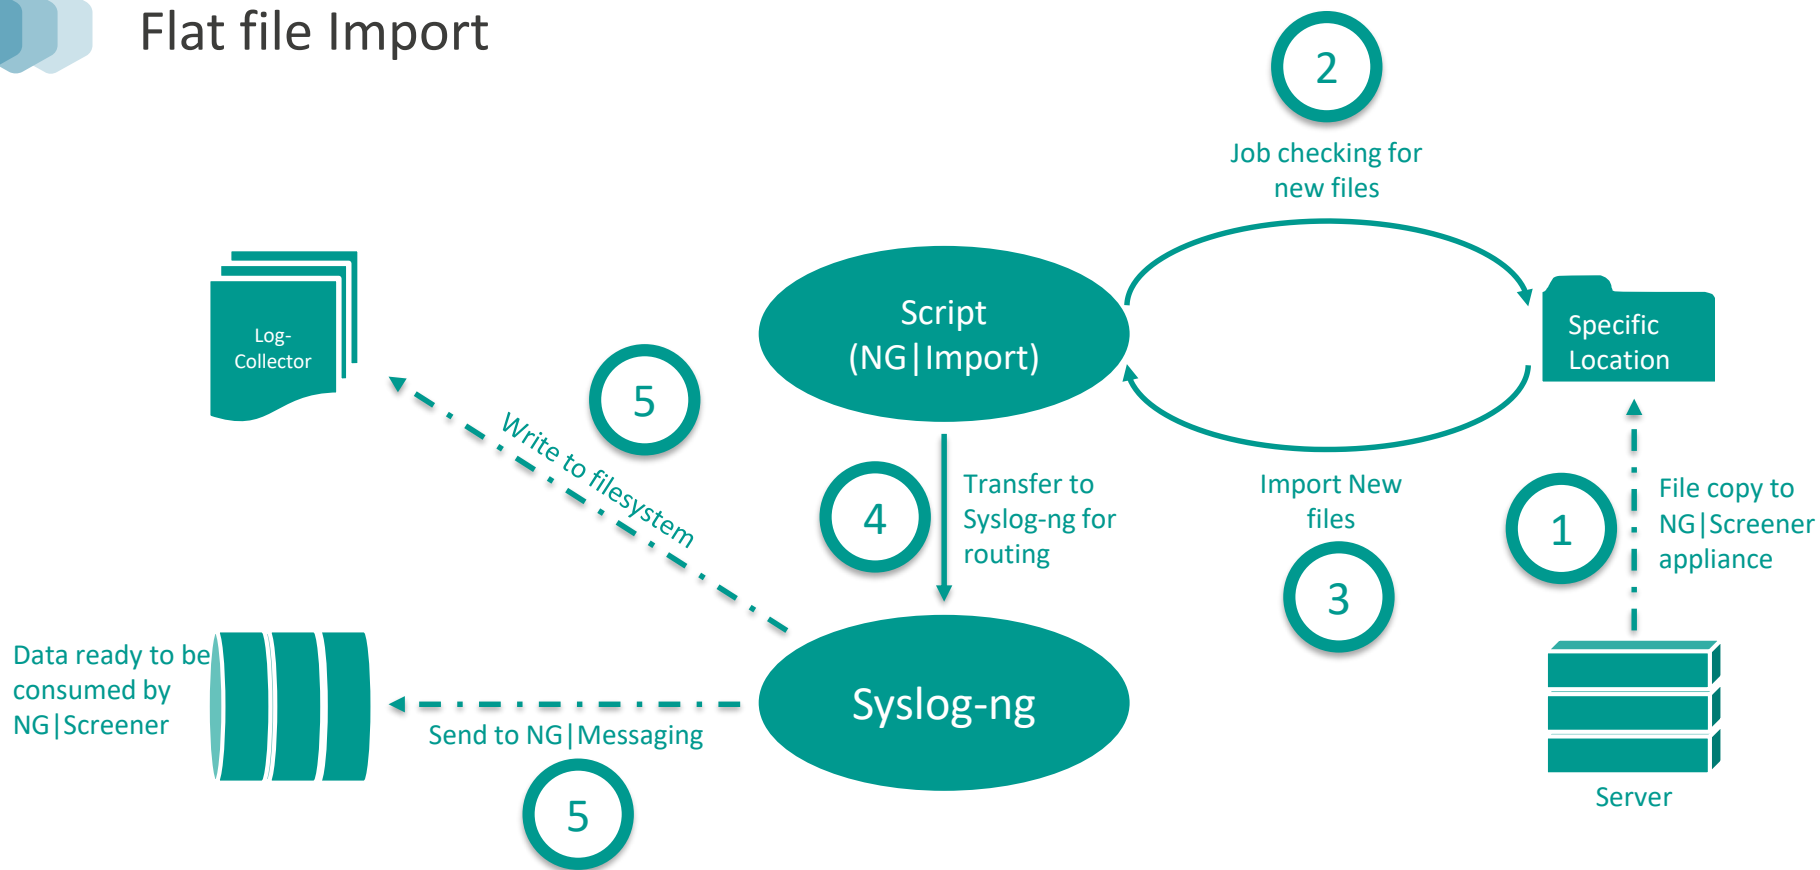 Flat file Import
2
Job checking for
new files
Log-
Collector
Script
(NG|Import)
Specific
Location
5
Write to filesystem
4
Transfer to
Syslog-ng for
routing
Import New
files
3
1
File copy to
NG|Screener
appliance
Data ready to be
consumed by
NG|Screener
Send to NG|Messaging
5
Syslog-ng
Server